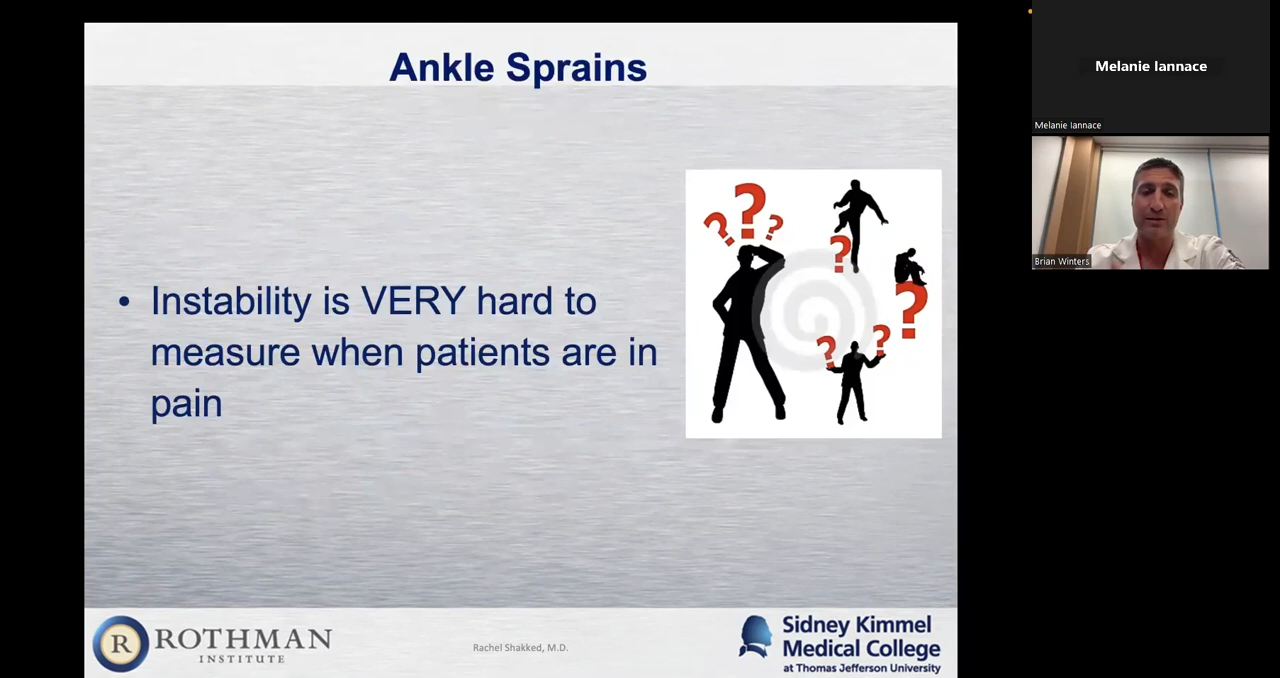 Ankle Sprains
• Instability is VERY hard to
measure when patients are in
pain
? ? ?
?
?
? ?
R ROTHMAN
INSTITUTE
Rachel Shakked, M.D.
Sidney Kimmel
Medical College
at Thomas Jefferson University
Melanie Iannace
Melanie Iannace
Brian Winters